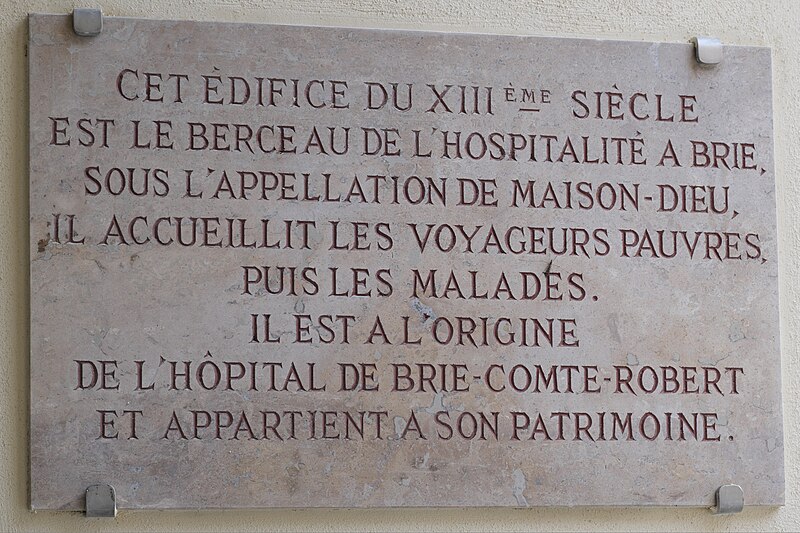 CET ÉDIFICE DU XIII ÈME SIÈCLE
EST LE BERCEAU DE L'HOSPITALITÉ A BRIE,
SOUS L'APPELLATION DE MAISON-DIEU,
IL ACCUEILLIT LES VOYAGEURS PAUVRES,
PUIS LES MALADES.
IL EST A L'ORIGINE
DE L'HÔPITAL DE BRIE-COMTE-ROBERT
ET APPARTIENT A SON PATRIMOINE.